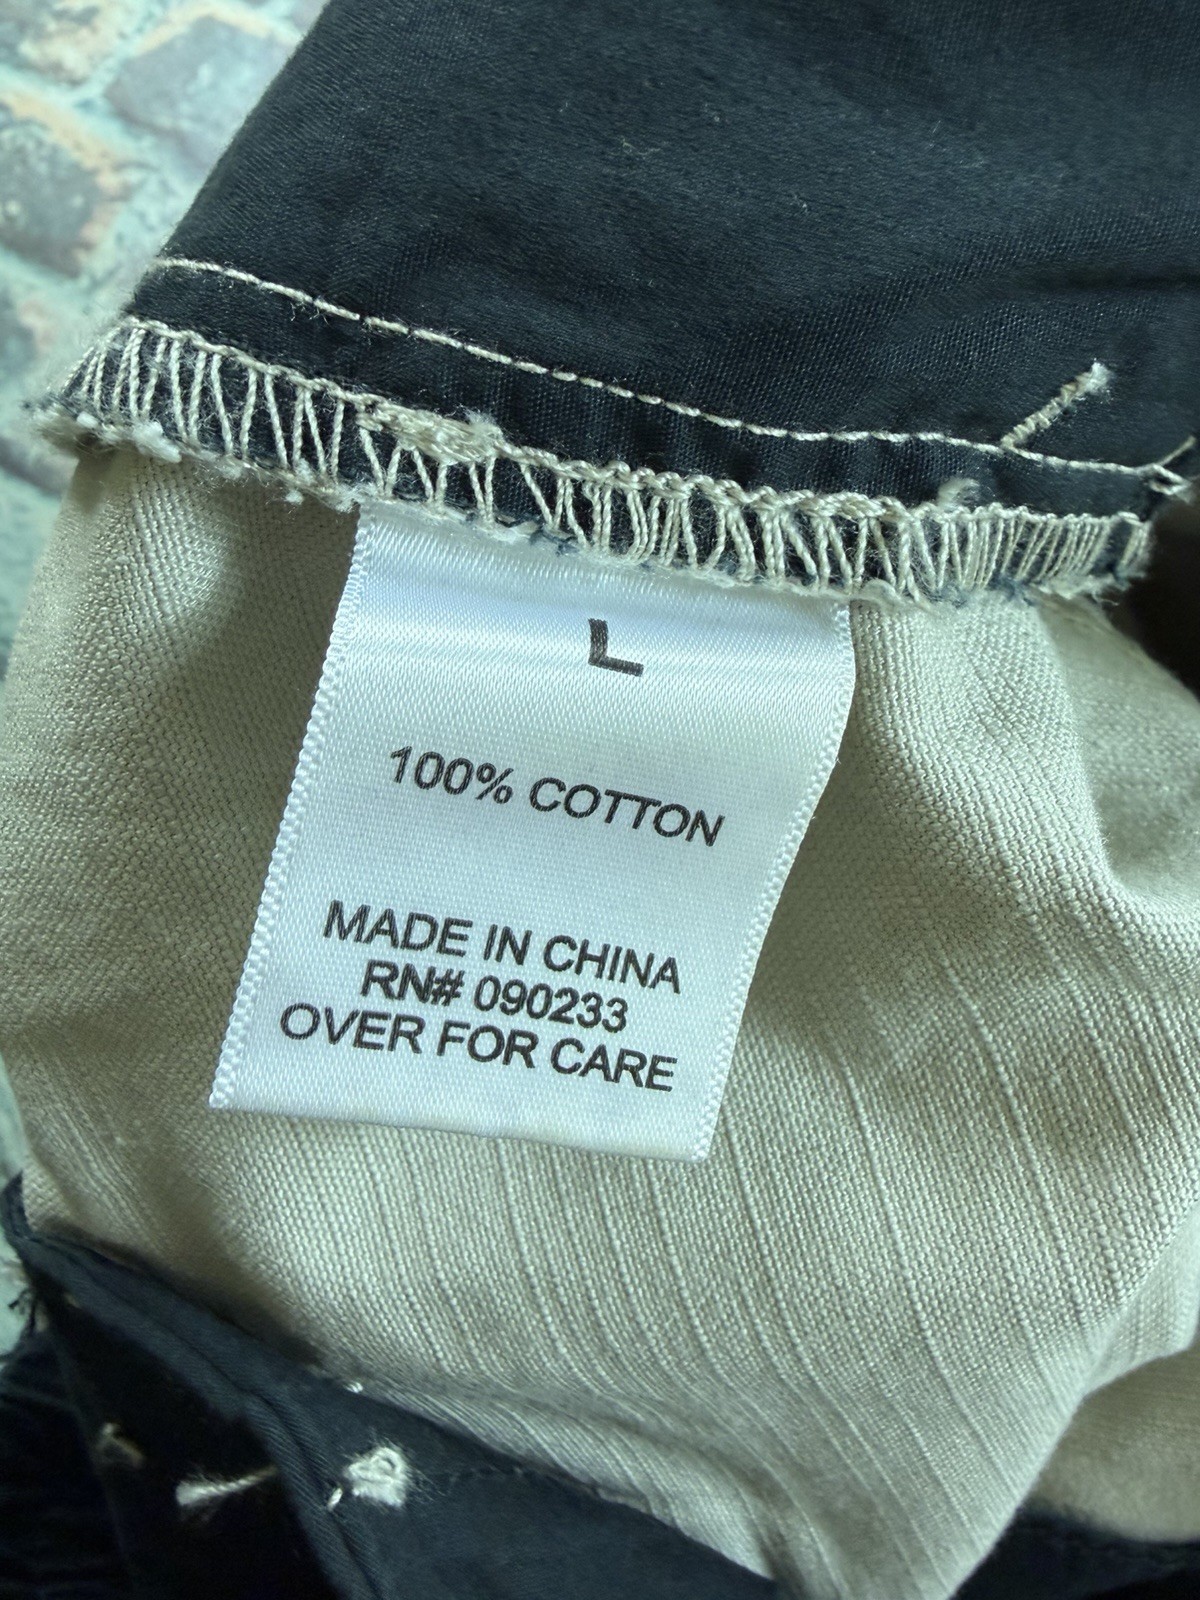 L
100% COTTON
MADE IN CHINA
RN# 090233
OVER FOR CARE